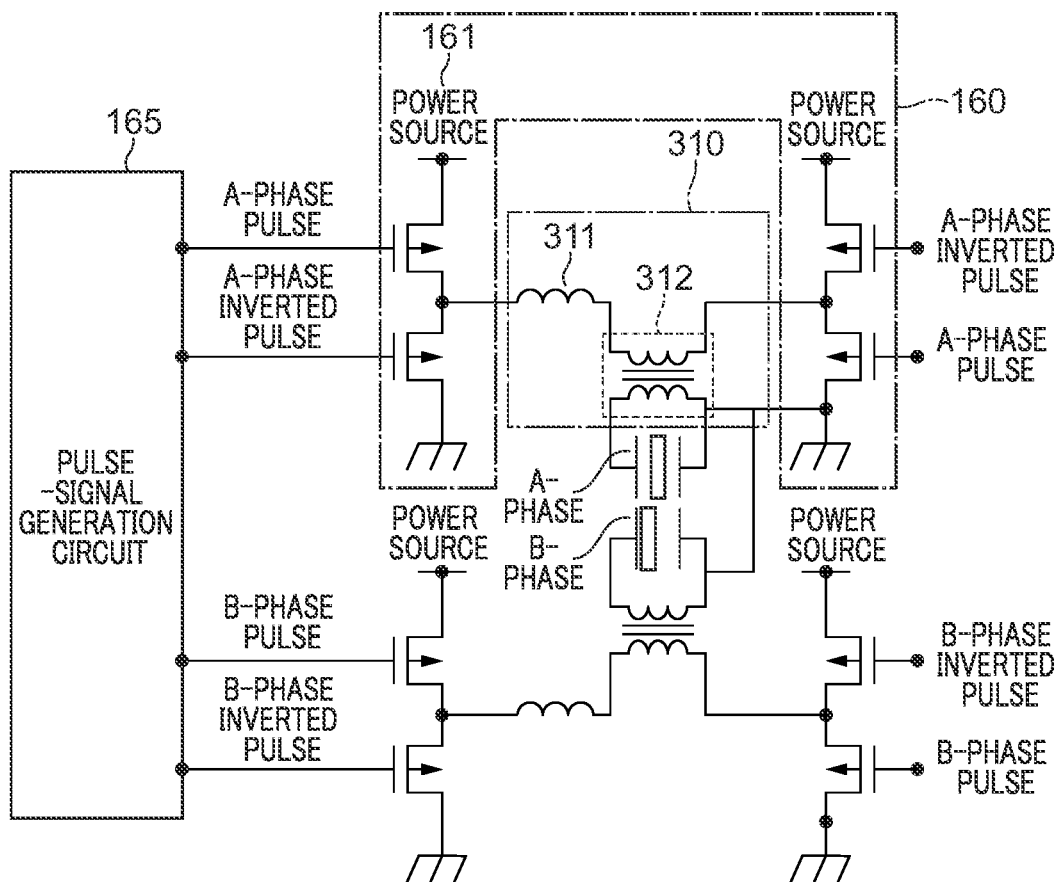 161
POWER
SOURCE
POWER
SOURCE
160
165
310
A-PHASE
PULSE
311
A-PHASE
INVERTED
PULSE
A-PHASE
INVERTED
PULSE
312
A-PHASE
PULSE
PULSE
-SIGNAL
GENERATION
CIRCUIT
A-
PHASE
B-
PHASE
POWER
SOURCE
POWER
SOURCE
B-PHASE
PULSE
B-PHASE
INVERTED
PULSE
B-PHASE
INVERTED
PULSE
B-PHASE
PULSE